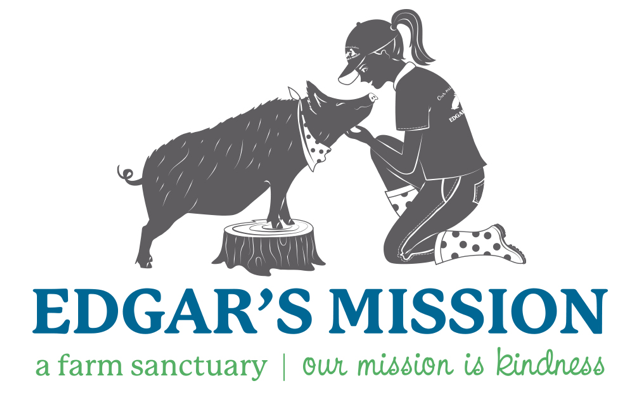 EDGAR'S MISSION
a farm sanctuary | our mission is kindness